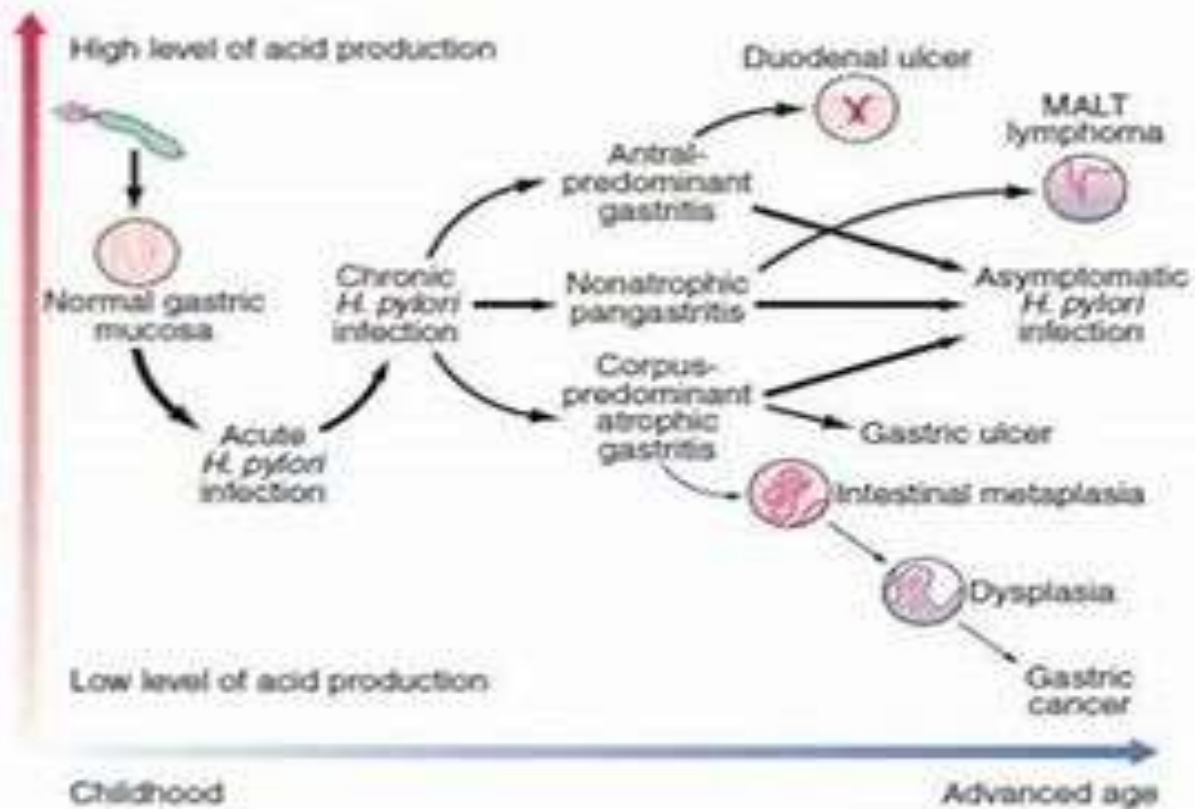 High level of acid production
Duodenal ulcer
MALT
lymphoma
Antral-
predominant
gastritis
Normal gastric
mucosa
Chronic
H. pylori
infection
Nonatrophic
pangastritis
Asymptomatic
H. pylori
infection
Corpus-
predominant
atrophic
gastritis
Acute
H. pylori
infection
Gastric ulcer
Intestinal metaplasia
Dysplasia
Gastric
cancer
Low level of acid production
Childhood
Advanced age